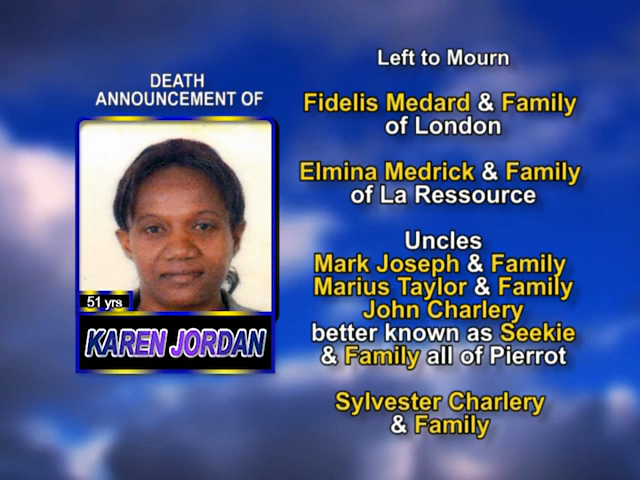 DEATH
ANNOUNCEMENT OF
51 yrs
KAREN JORDAN
Left to Mourn
Fidelis Medard & Family
of London
Elmina Medrick & Family
of La Ressource
Uncles
Mark Joseph & Family
Marius Taylor & Family
John Charlery
better known as Seekie
& Family all of Pierrot
Sylvester Charlery
& Family